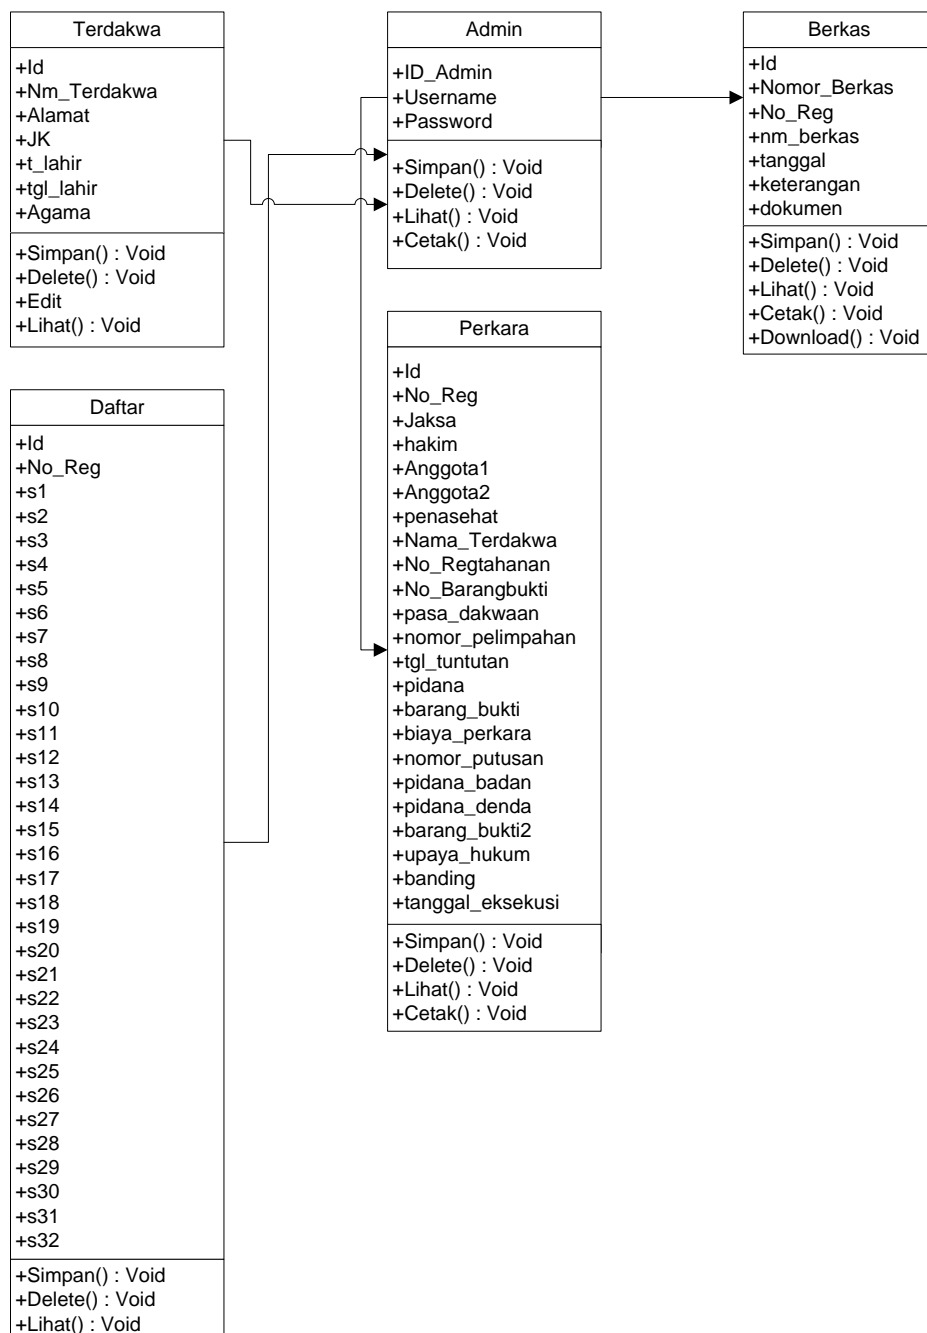 Terdakwa
+Id
+Nm_Terdakwa
+Alamat
+JK
+t_lahir
+tgl_lahir
+Agama
+Simpan() : Void
+Delete() : Void
+Edit
+Lihat() : Void
Admin
+ID_Admin
+Username
+Password
+Simpan() : Void
+Delete() : Void
+Lihat() : Void
+Cetak() : Void
Berkas
+Id
+Nomor_Berkas
+No_Reg
+nm_berkas
+tanggal
+keterangan
+dokumen
+Simpan() : Void
+Delete() : Void
+Lihat() : Void
+Cetak() : Void
+Download() : Void
Daftar
+Id
+No_Reg
+s1
+s2
+s3
+s4
+s5
+s6
+s7
+s8
+s9
+s10
+s11
+s12
+s13
+s14
+s15
+s16
+s17
+s18
+s19
+s20
+s21
+s22
+s23
+s24
+s25
+s26
+s27
+s28
+s29
+s30
+s31
+s32
+Simpan() : Void
+Delete() : Void
+Lihat() : Void
Perkara
+Id
+No_Reg
+Jaksa
+hakim
+Anggota1
+Anggota2
+penasehat
+Nama_Terdakwa
+No_Regtahanan
+No_Barangbukti
+pasa_dakwaan
+nomor_pelimpahan
+tgl_tuntutan
+pidana
+barang_bukti
+biaya_perkara
+nomor_putusan
+pidana_badan
+pidana_denda
+barang_bukti2
+upaya_hukum
+banding
+tanggal_eksekusi
+Simpan() : Void
+Delete() : Void
+Lihat() : Void
+Cetak() : Void